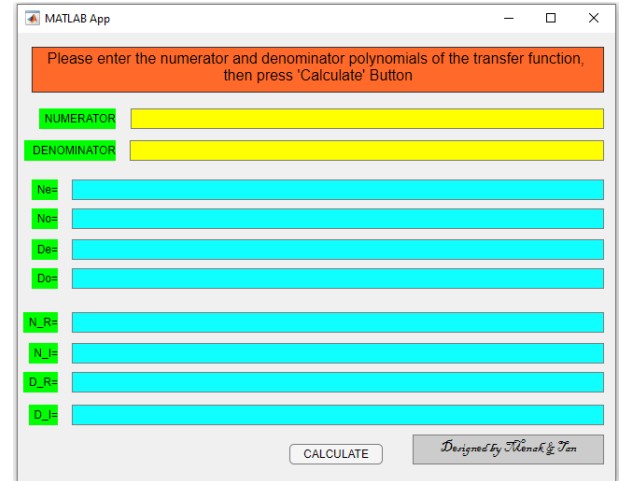 MATLAB App
Please enter the numerator and denominator polynomials of the transfer function,
then press 'Calculate' Button
NUMERATOR
DENOMINATOR
Ne=
No=
De=
Do=
N_R=
N_I=
D_R=
D_I=
CALCULATE
Designed by Menak & Tan